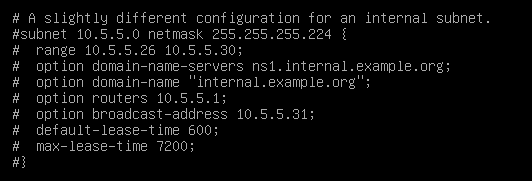 # A slightly different configuration for an internal subnet.
#subnet 10.5.5.0 netmask 255.255.255.224 {
#  range 10.5.5.26 10.5.5.30;
#  option domain-name-servers ns1.internal.example.org;
#  option domain-name "internal.example.org";
#  option routers 10.5.5.1;
#  option broadcast-address 10.5.5.31;
#  default-lease-time 600;
#  max-lease-time 7200;
#}